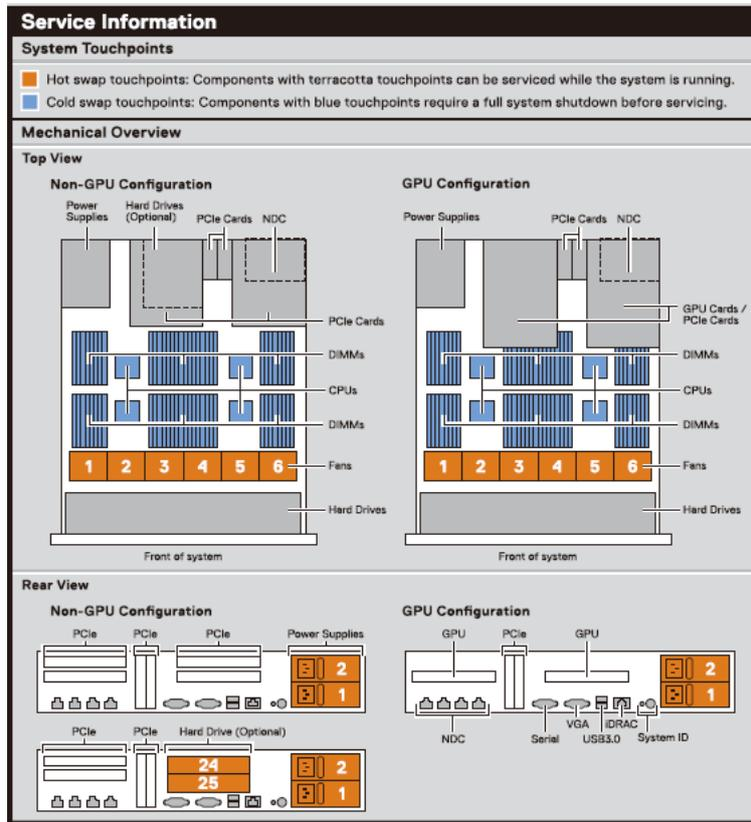 Service Information
System Touchpoints
Hot swap touchpoints: Components with terracotta touchpoints can be serviced while the system is running.
Cold swap touchpoints: Components with blue touchpoints require a full system shutdown before servicing.
Mechanical Overview
Top View
Non-GPU Configuration
Power Supplies
Hard Drives (Optional)
PCIe Cards
NDC
PCIe Cards
DIMMs
CPUs
DIMMs
1 2 3 4 5 6
Fans
Hard Drives
Front of system
GPU Configuration
Power Supplies
PCIe Cards
NDC
GPU Cards /
PCIe Cards
DIMMs
CPUs
DIMMs
1 2 3 4 5 6
Fans
Hard Drives
Front of system
Rear View
Non-GPU Configuration
PCIe
PCIe
PCIe
Power Supplies
2
1
PCIe
PCIe
Hard Drive (Optional)
24
25
2
1
GPU Configuration
GPU
PCIe
GPU
2
1
NDC
Serial
VGA
USB3.0
iDRAC
System ID